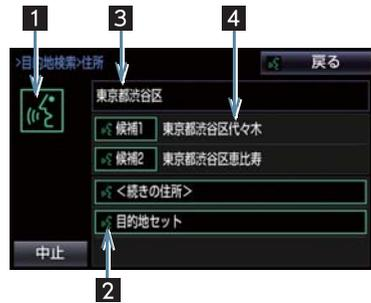 1
3
4
>目的地検索>住所
戻る
東京都渋谷区
候補1 東京都渋谷区代々木
候補2 東京都渋谷区恵比寿
<続きの住所>
目的地セット
中止
2